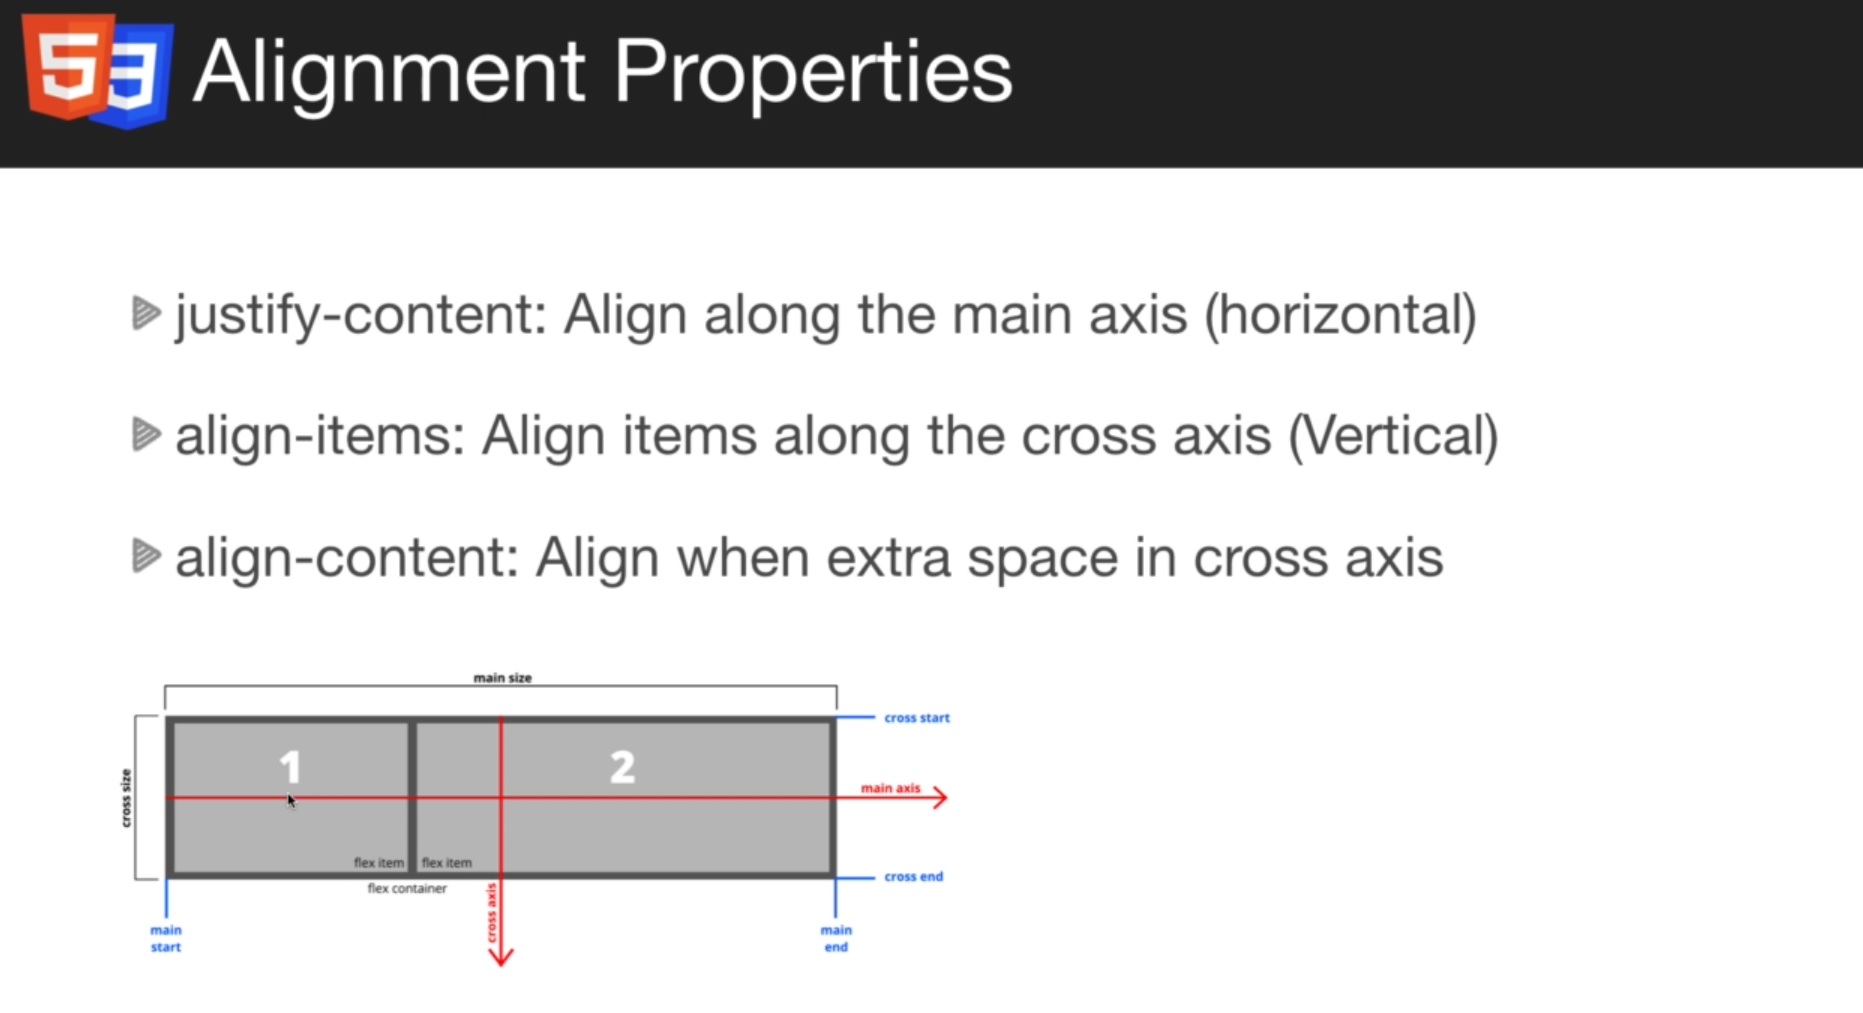 5 3 Alignment Properties
justify-content: Align along the main axis (horizontal)
align-items: Align items along the cross axis (Vertical)
align-content: Align when extra space in cross axis
main size
cross start
1 2
cross size
main axis
flex item flex item
cross end
flex container
cross axis
main
start
main
end